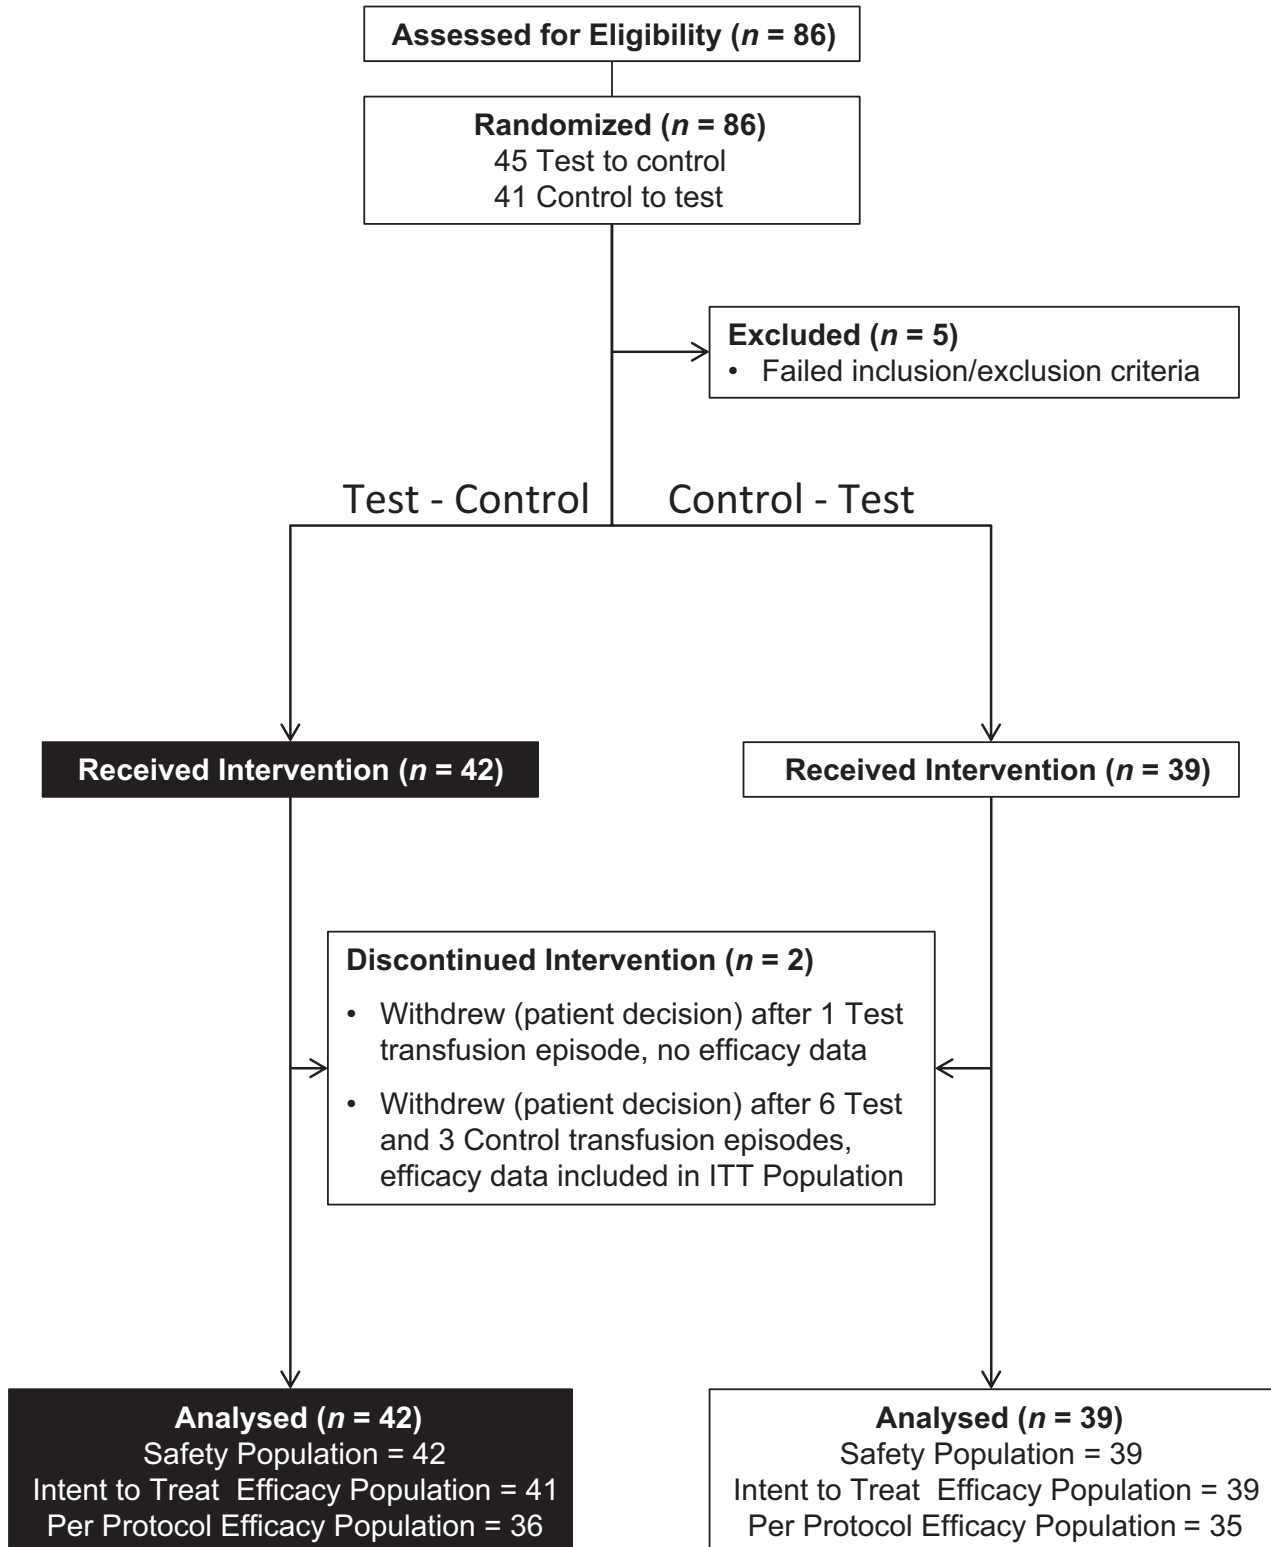 Assessed for Eligibility (n = 86)
Randomized (n = 86)
45 Test to control
41 Control to test
Excluded (n = 5)
• Failed inclusion/exclusion criteria
Test - Control
Control - Test
Received Intervention (n = 42)
Received Intervention (n = 39)
Discontinued Intervention (n = 2)
• Withdrew (patient decision) after 1 Test
transfusion episode, no efficacy data
• Withdrew (patient decision) after 6 Test
and 3 Control transfusion episodes,
efficacy data included in ITT Population
Analysed (n = 42)
Safety Population = 42
Intent to Treat Efficacy Population = 41
Per Protocol Efficacy Population = 36
Analysed (n = 39)
Safety Population = 39
Intent to Treat Efficacy Population = 39
Per Protocol Efficacy Population = 35